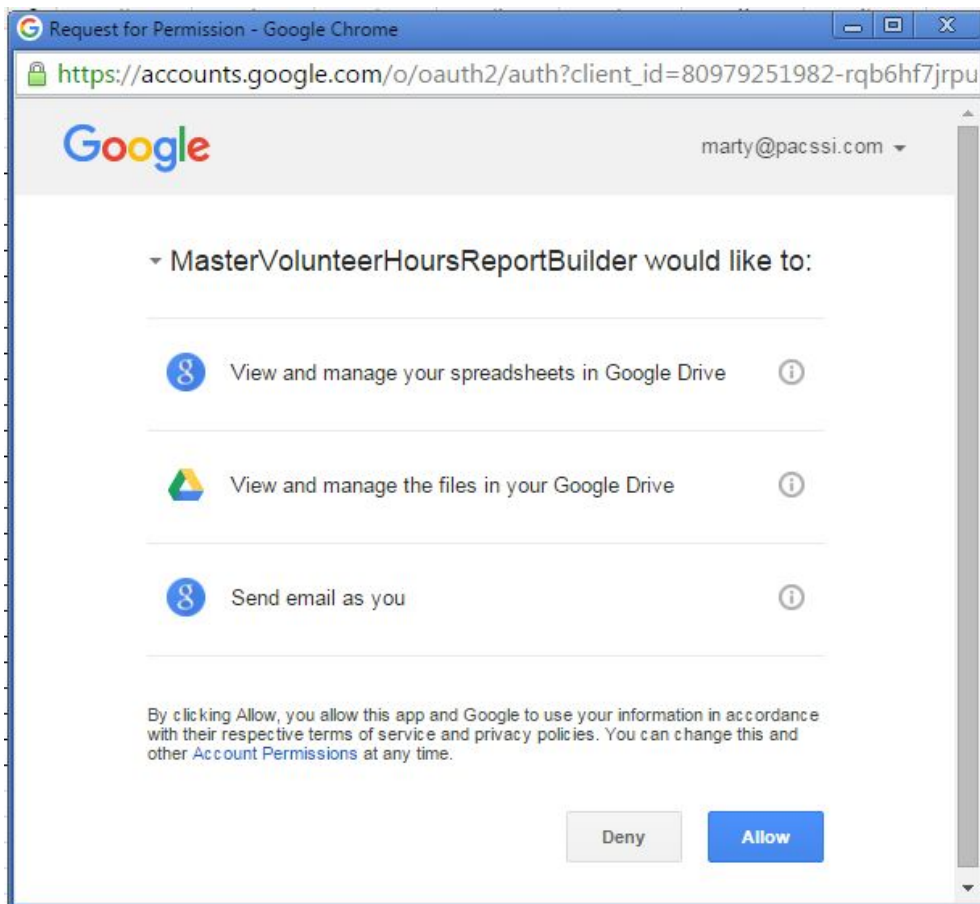 Request for Permission - Google Chrome
https://accounts.google.com/o/oauth2/auth?client_id=80979251982-rqb6hf7jrpu
Google
marty@pacssi.com
MasterVolunteerHoursReportBuilder would like to:
View and manage your spreadsheets in Google Drive
View and manage the files in your Google Drive
Send email as you
By clicking Allow, you allow this app and Google to use your information in accordance
with their respective terms of service and privacy policies. You can change this and
other Account Permissions at any time.
Deny
Allow